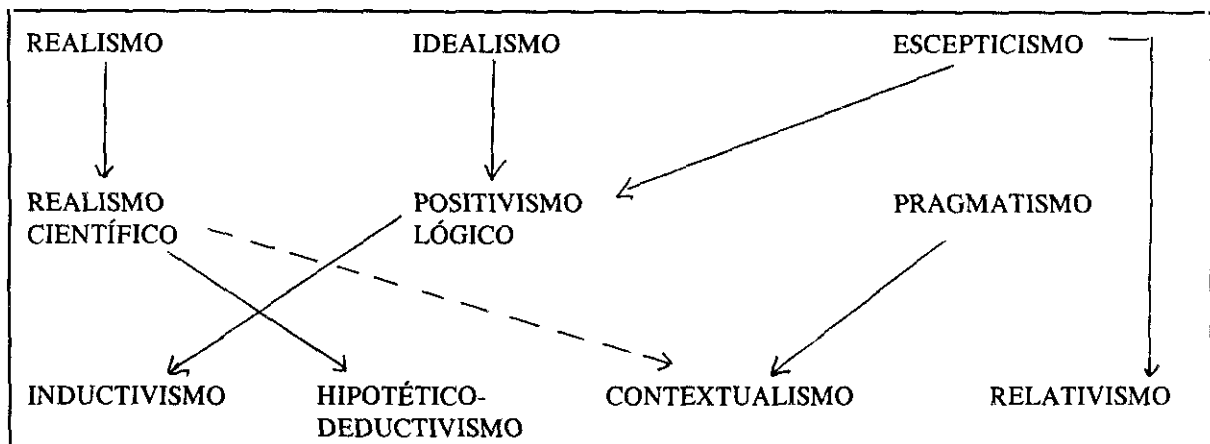 REALISMO
IDEALISMO
ESCEPTICISMO
REALISMO
CIENTÍFICO
POSITIVISMO
LÓGICO
PRAGMATISMO
INDUCTIVISMO
HIPOTÉTICO-
DEDUCTIVISMO
CONTEXTUALISMO
RELATIVISMO